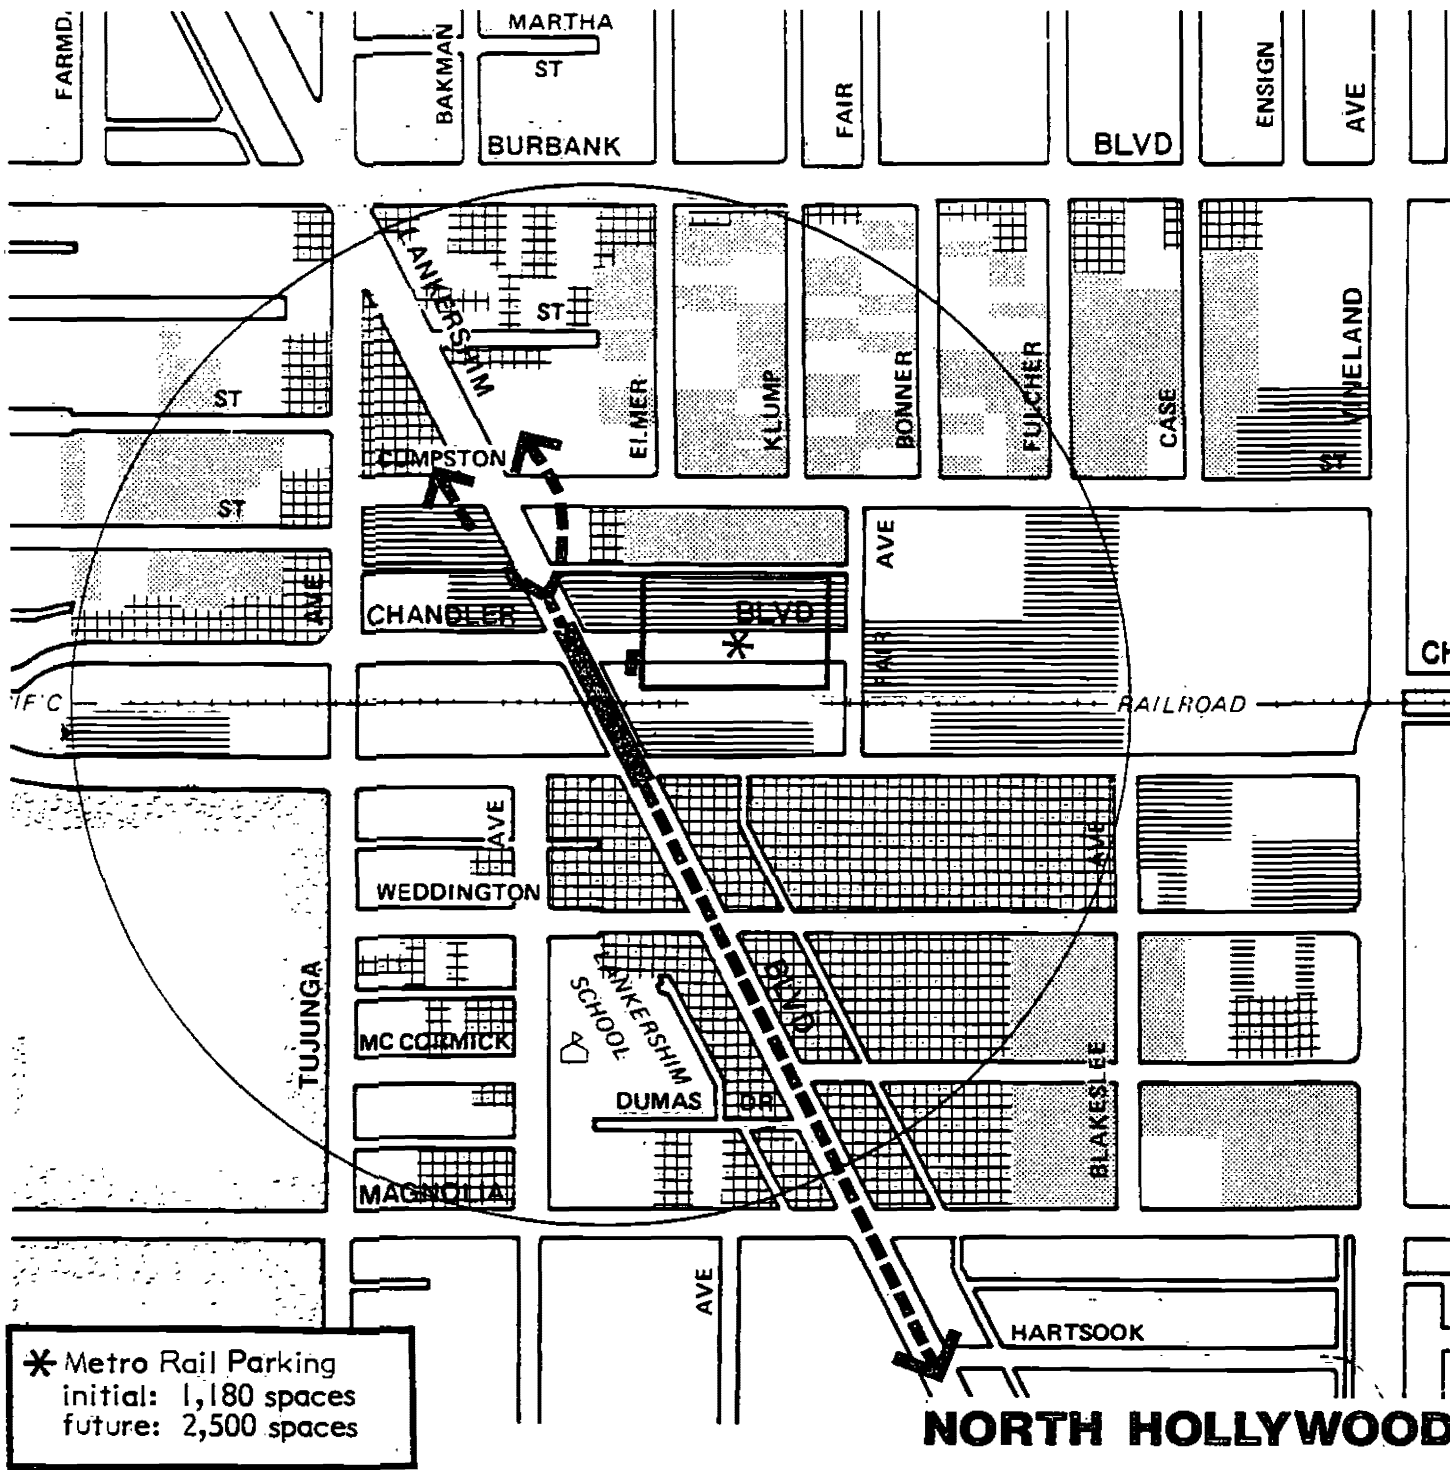 MARTHA
ST
FARMD
BAKMAN
FAIR
ENSIGN
AVE
BURBANK
BLVD
LANKERSHIM
ST
VINELAND
ST
ELMER
KLUMP
BONNER
FULCHER
CASE
CUMPSTON
ST
ST
AVE
AVE
CHANDLER
BLVD
*
FAIR
CH
IFIC
RAILROAD
AVE
AVE
WEDDINGTON
TUJUNGA
LANKERSHIM
SCHOOL
BLVD
MC CORMICK
DUMAS
DR
BLAKESLEE
MAGNOLIA
AVE
HARTSOOK
* Metro Rail Parking
initial: 1,180 spaces
future: 2,500 spaces
NORTH HOLLYWOOD